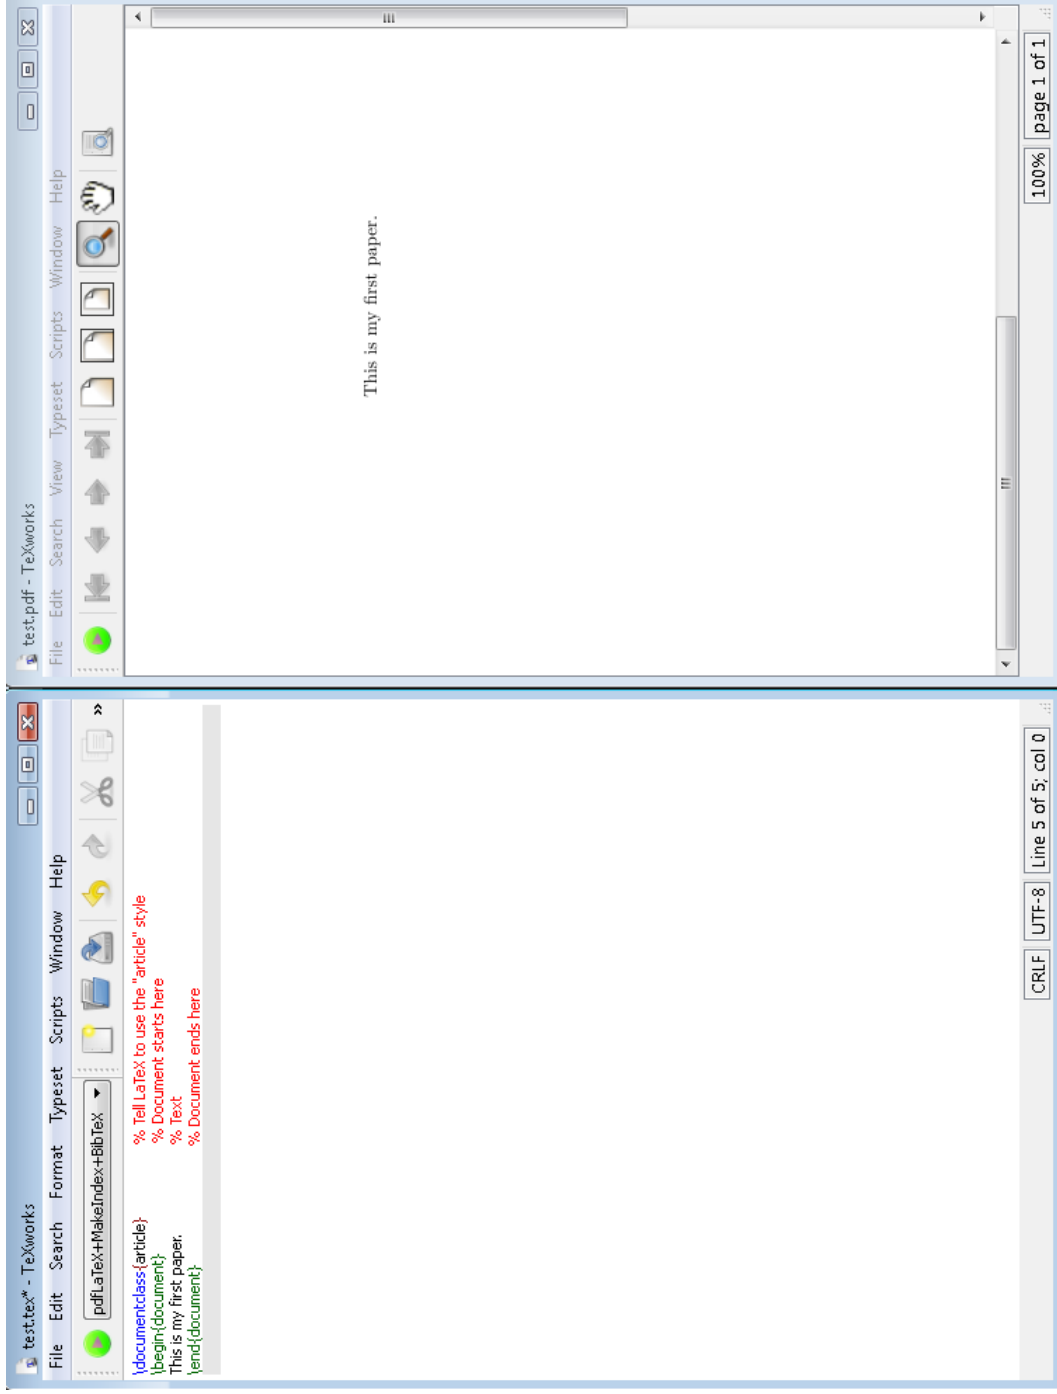 test.tex* - TeXworks
File Edit Search Format Typeset Scripts Window Help
pdfLaTeX+MakeIndex+BibTeX
\documentclass{article} % Tell LaTeX to use the "article" style
\begin{document} % Document starts here
This is my first paper. % Text
\end{document} % Document ends here
CRLF UTF-8 Line 5 of 5; col 0
test.pdf - TeXworks
File Edit Search View Typeset Scripts Window Help
This is my first paper.
100% page 1 of 1